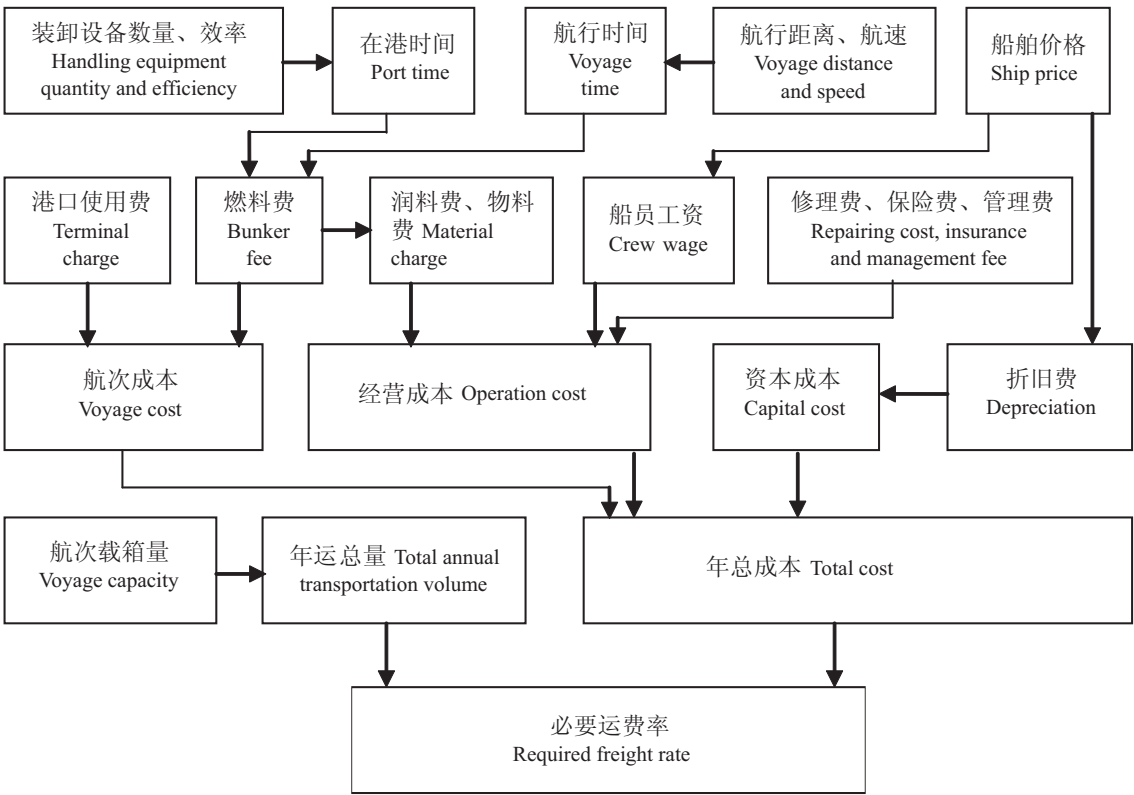 装卸设备数量、效率
Handling equipment
quantity and efficiency
在港时间
Port time
航行时间
Voyage
time
航行距离、航速
Voyage distance
and speed
船舶价格
Ship price
港口使用费
Terminal
charge
燃料费
Bunker
fee
润料费、物料
费 Material
charge
船员工资
Crew wage
修理费、保险费、管理费
Repairing cost, insurance
and management fee
航次成本
Voyage cost
经营成本 Operation cost
资本成本
Capital cost
折旧费
Depreciation
航次载箱量
Voyage capacity
年运总量 Total annual
transportation volume
年总成本 Total cost
必要运费率
Required freight rate